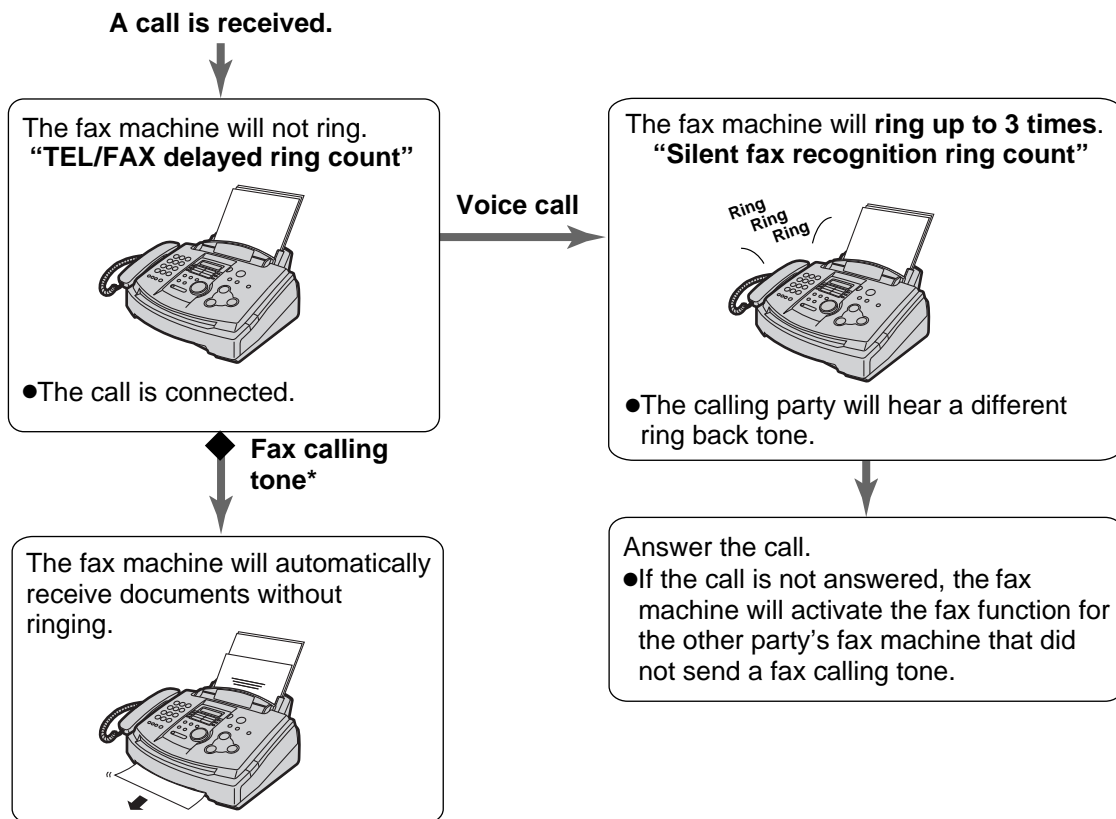 A call is received.
The fax machine will not ring.
“TEL/FAX delayed ring count”
●The call is connected.
Voice call
The fax machine will ring up to 3 times.
“Silent fax recognition ring count”
Ring
Ring
Ring
●The calling party will hear a different
ring back tone.
Fax calling
tone*
The fax machine will automatically
receive documents without
ringing.
Answer the call.
●If the call is not answered, the fax
machine will activate the fax function for
the other party’s fax machine that did
not send a fax calling tone.